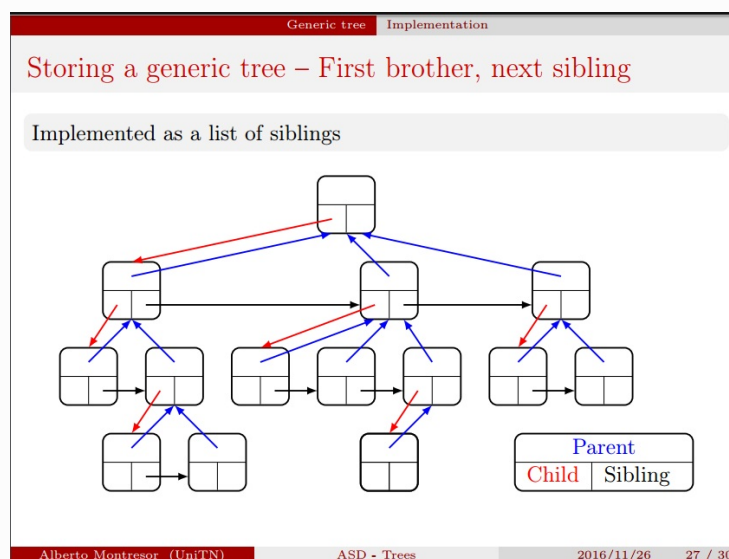 Generic tree Implementation
Storing a generic tree – First brother, next sibling
Implemented as a list of siblings
Parent
Child Sibling
Alberto Montresor (UniTN) ASD - Trees 2016/11/26 27 / 30